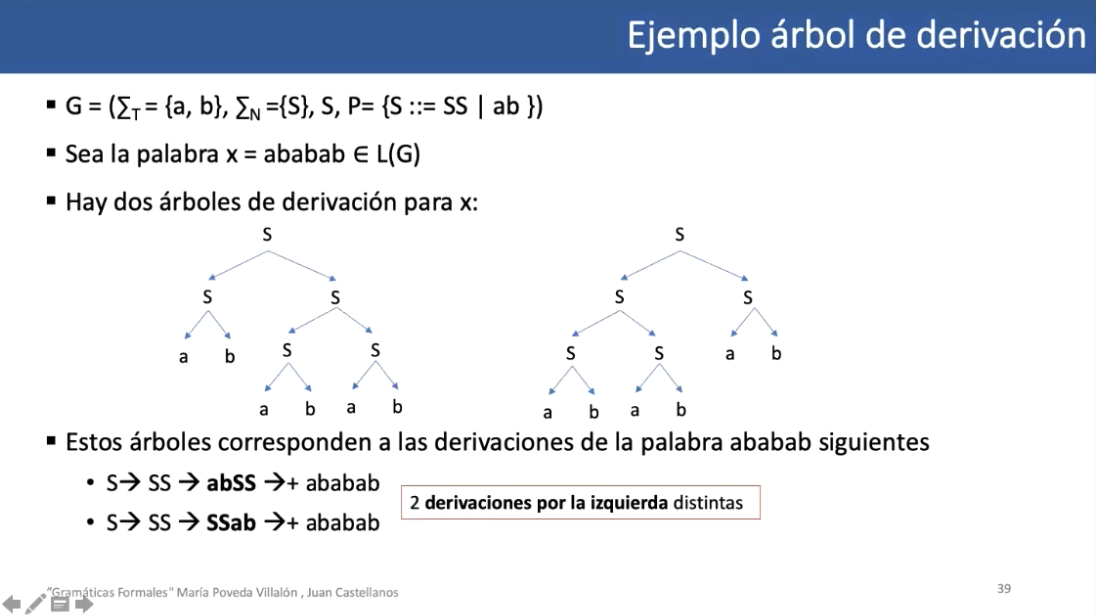 Ejemplo árbol de derivación
▪ G = (∑T = {a, b}, ∑N ={S}, S, P= {S ::= SS | ab })
▪ Sea la palabra x = ababab ∈ L(G)
▪ Hay dos árboles de derivación para x:
S S
S S S S
a b S S S S a b
a b a b a b a b
▪ Estos árboles corresponden a las derivaciones de la palabra ababab siguientes
• S→ SS → abSS →+ ababab
• S→ SS → SSab →+ ababab
2 derivaciones por la izquierda distintas
"Gramáticas Formales" María Poveda Villalón , Juan Castellanos
39